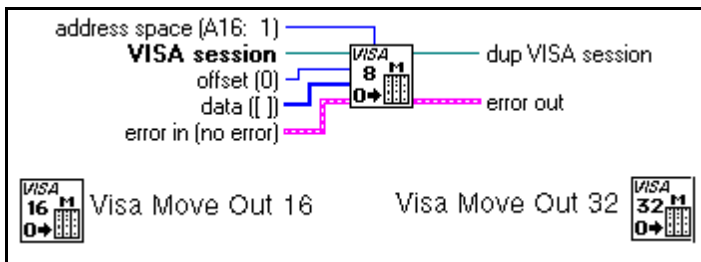 address space (A16: 1)
VISA session
offset (0)
data ([ ])
error in (no error)
VISA
8 M
0
dup VISA session
error out
VISA
16 M
0
Visa Move Out 16
Visa Move Out 32
VISA
32 M
0